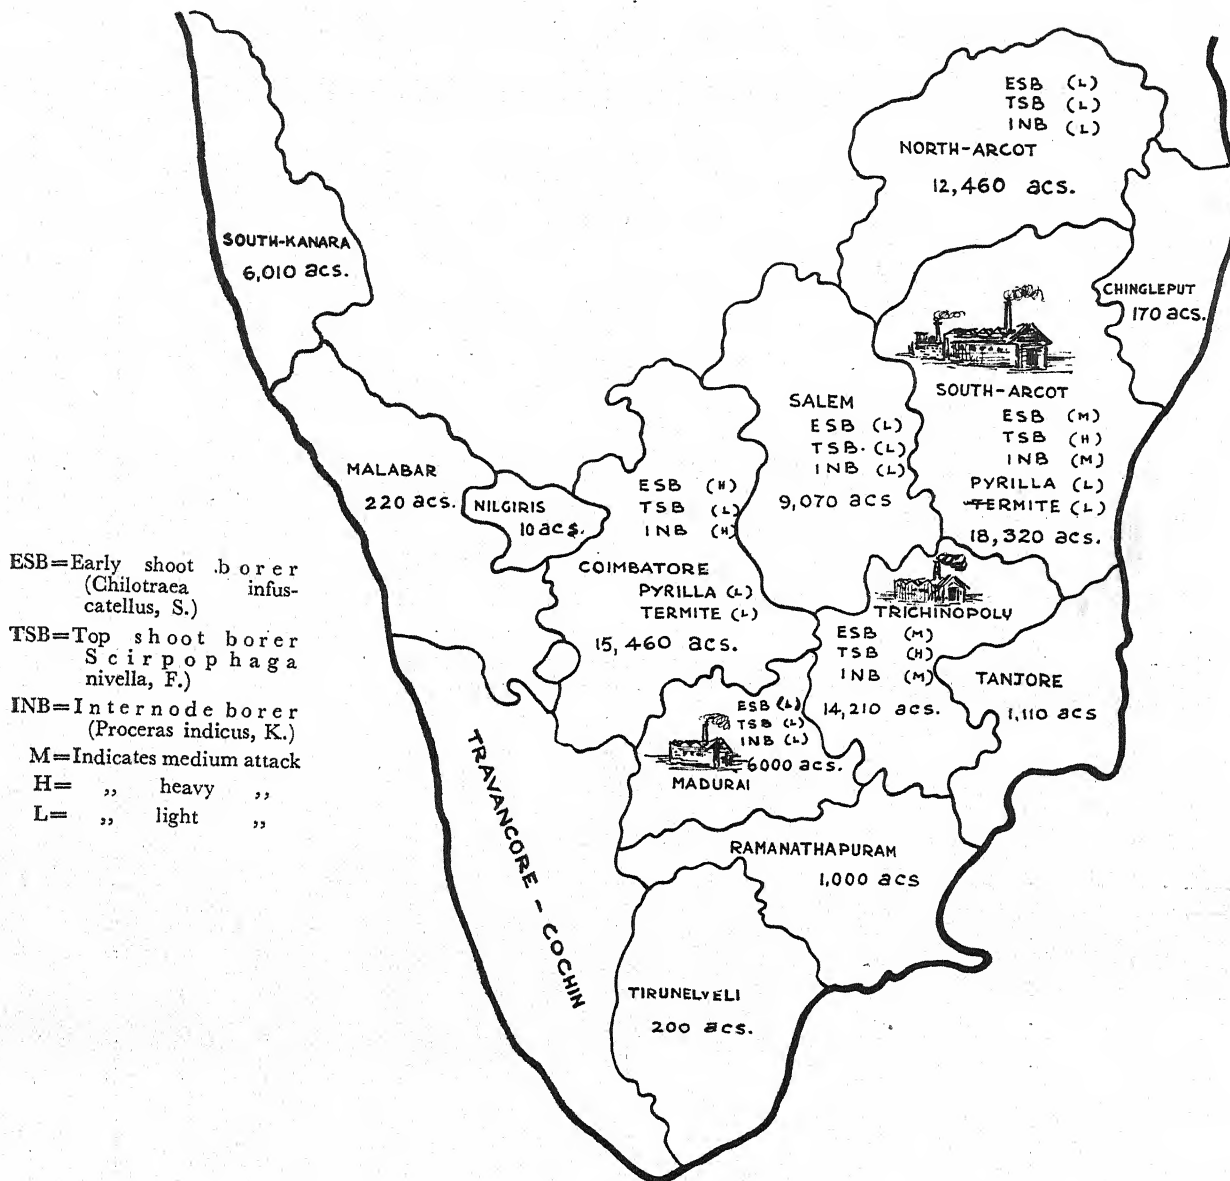 ESB (L)
TSB (L)
INB (L)
NORTH-ARCOT
12,460 acs.
SOUTH-KANARA
6,010 acs.
CHINGLEPUT
170 acs.
SOUTH-ARCOT
ESB (M)
TSB (H)
INB (M)
PYRILLA (L)
TERMITE (L)
18,320 acs.
SALEM
ESB (L)
TSB. (L)
INB (L)
9,070 acs
MALABAR
220 acs.
NILGIRIS
10 acs.
ESB (H)
TSB (L)
INB (H)
COIMBATORE
PYRILLA (L)
TERMITE (L)
15,460 acs.
TRICHINOPOLY
ESB (M)
TSB (H)
INB (M)
14,210 acs.
TANJORE
1,110 acs
ESB (L)
TSB (L)
INB (L)
6000 acs.
MADURAI
RAMANATHAPURAM
1,000 acs
TRAVANCORE - COCHIN
TIRUNELVELI
200 acs.
ESB=Early shoot borer
(Chilotraea infus-
catellus, S.)
TSB=Top shoot borer
Scirpophaga
nivella, F.)
INB=Internode borer
(Proceras indicus, K.)
M=Indicates medium attack
H= ,, heavy ,,
L= ,, light ,,